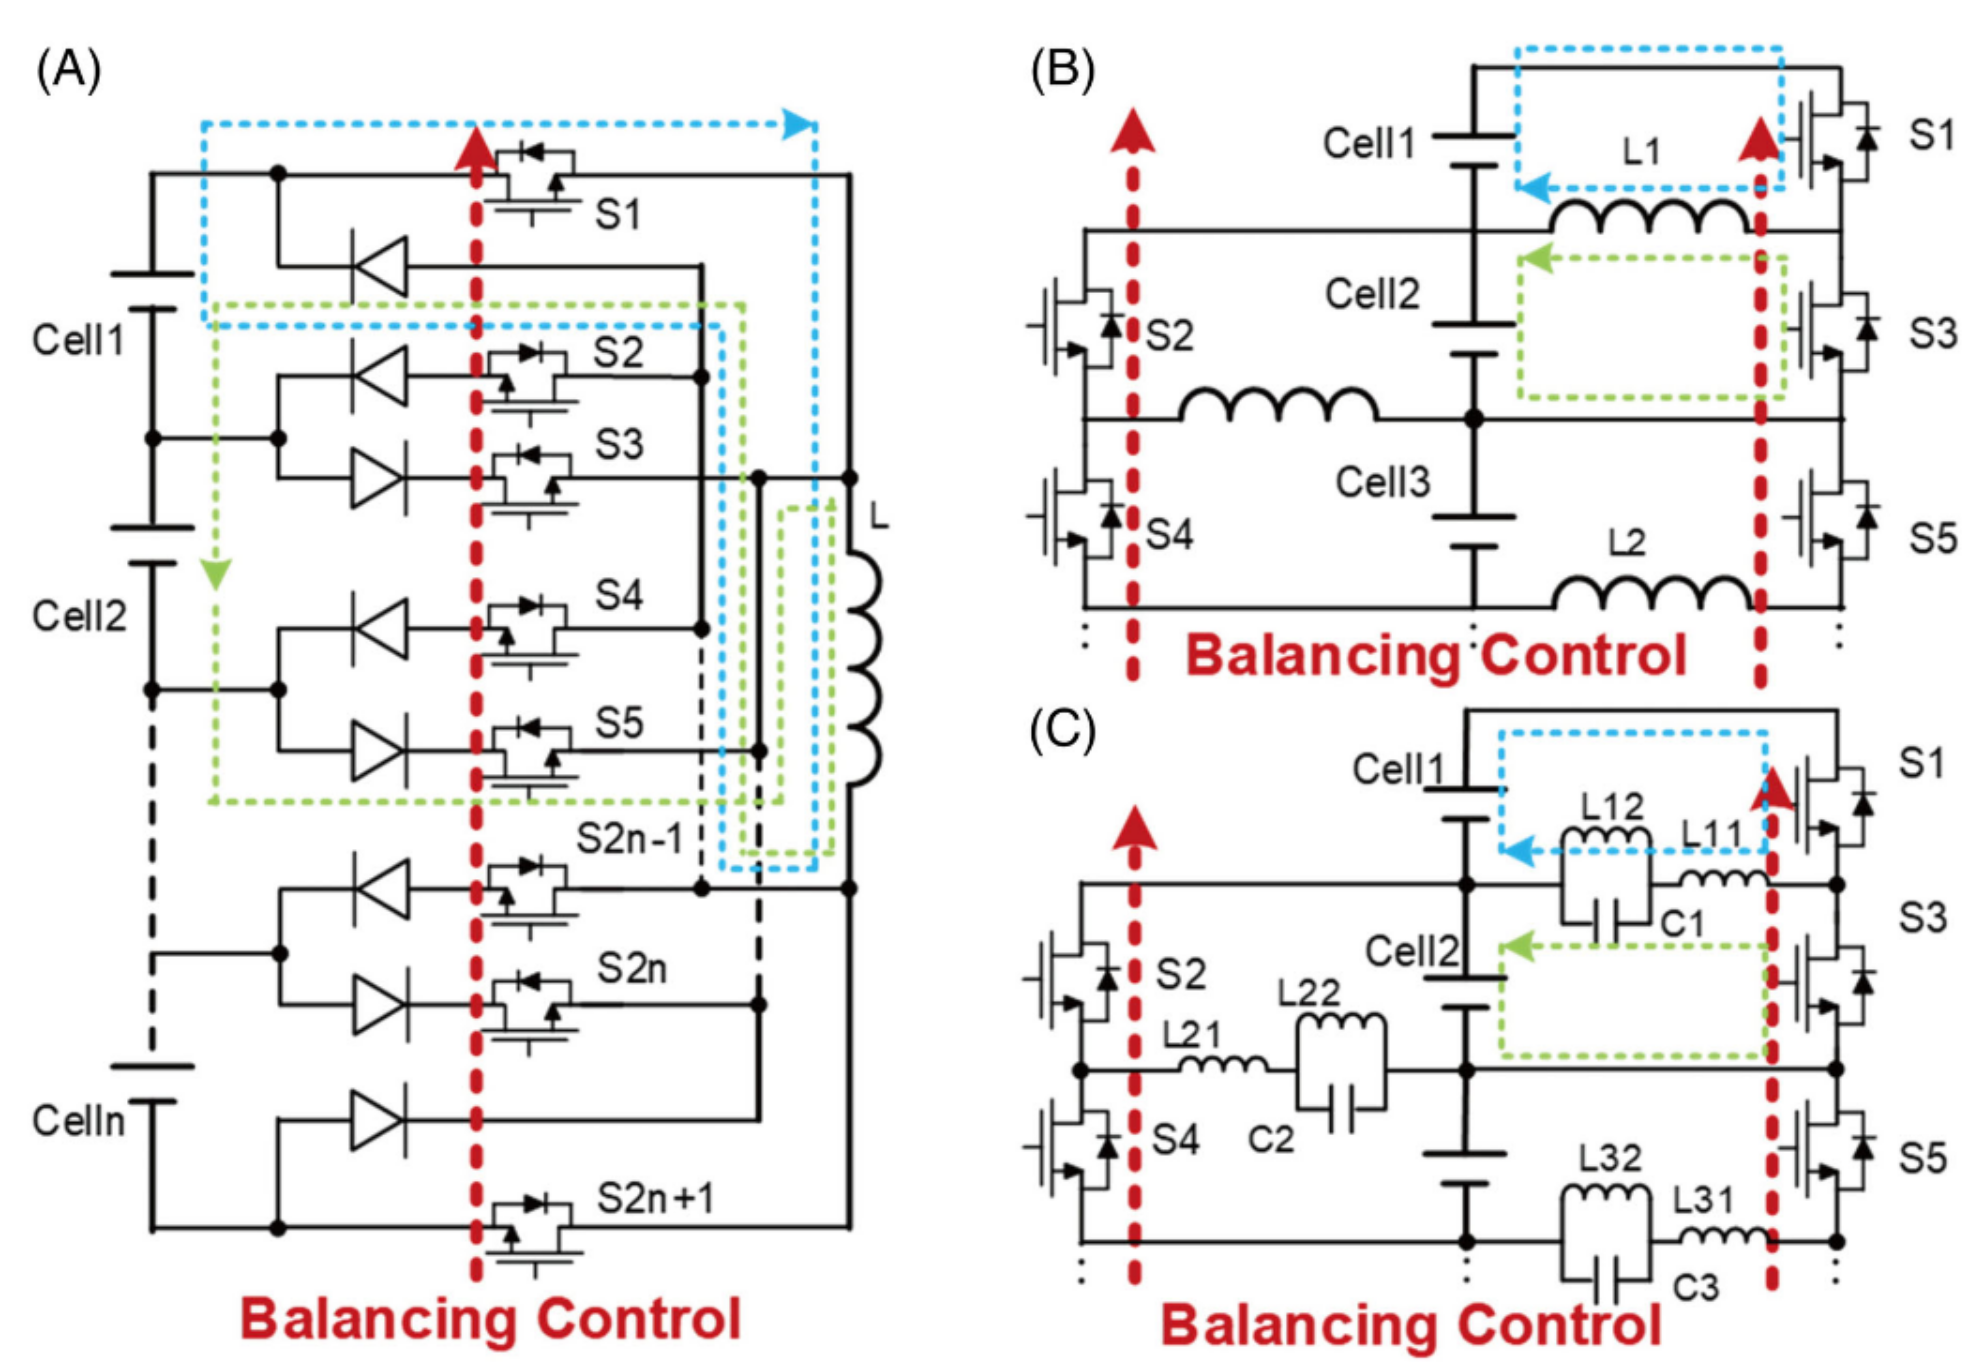 (A)
S1
Cell1
S2
S3
L
S4
Cell2
S5
S2n-1
S2n
Celln
S2n+1
Balancing Control
(B)
Cell1
L1
S1
Cell2
S2
S3
Cell3
S4
L2
S5
Balancing Control
(C)
Cell1
S1
L12
L11
C1
S3
Cell2
S2
L22
L21
C2
S4
L32
S5
L31
C3
Balancing Control